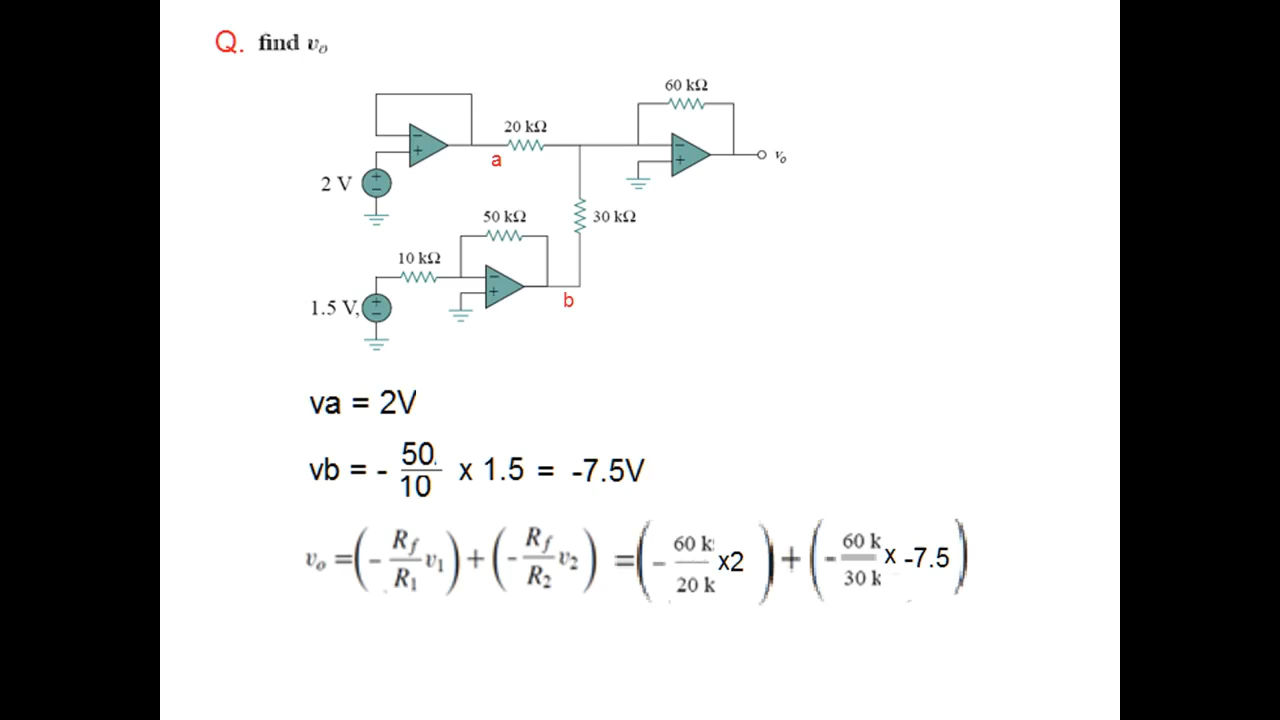 Q. find vₒ
60 kΩ
20 kΩ
a
vₒ
2 V
50 kΩ
30 kΩ
10 kΩ
b
1.5 V,
va = 2V
vb = - 50/10 x 1.5 = -7.5V
vₒ = (- Rf/R₁ v₁) + (- Rf/R₂ v₂) = (- 60 k/20 k x2) + (- 60 k/30 k x -7.5)